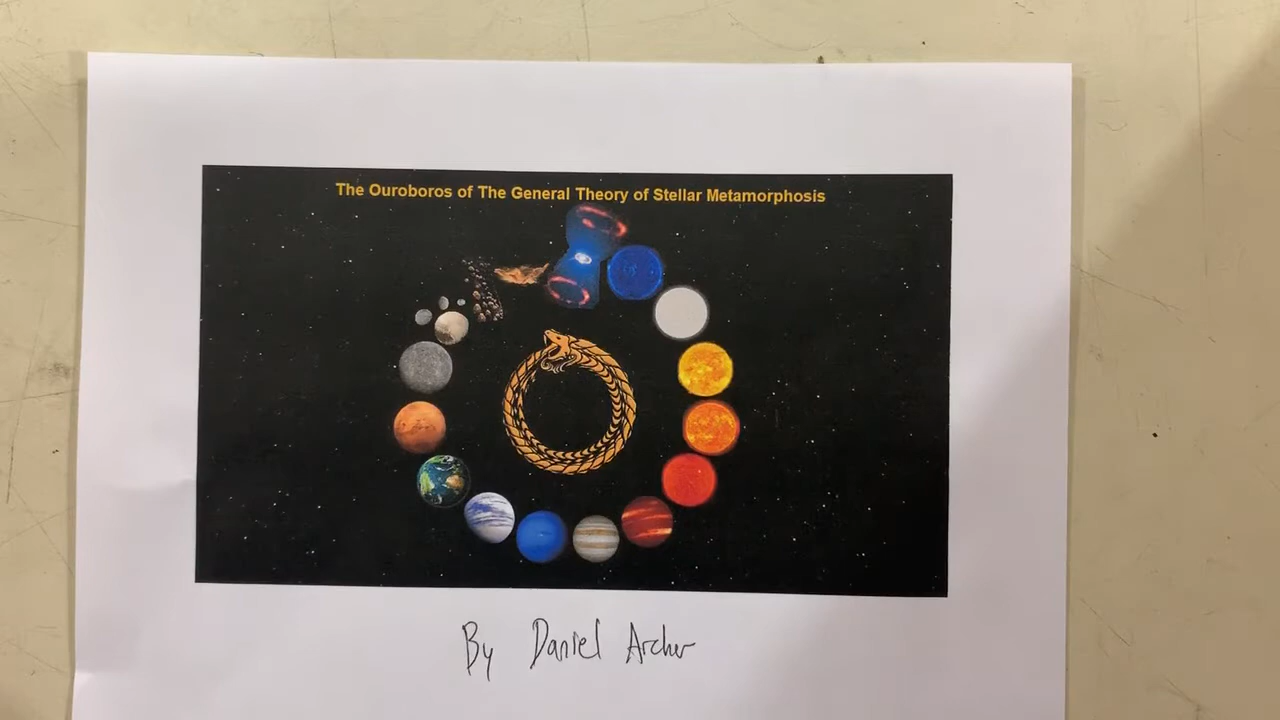 The Ouroboros of The General Theory of Stellar Metamorphosis
By Daniel Archer